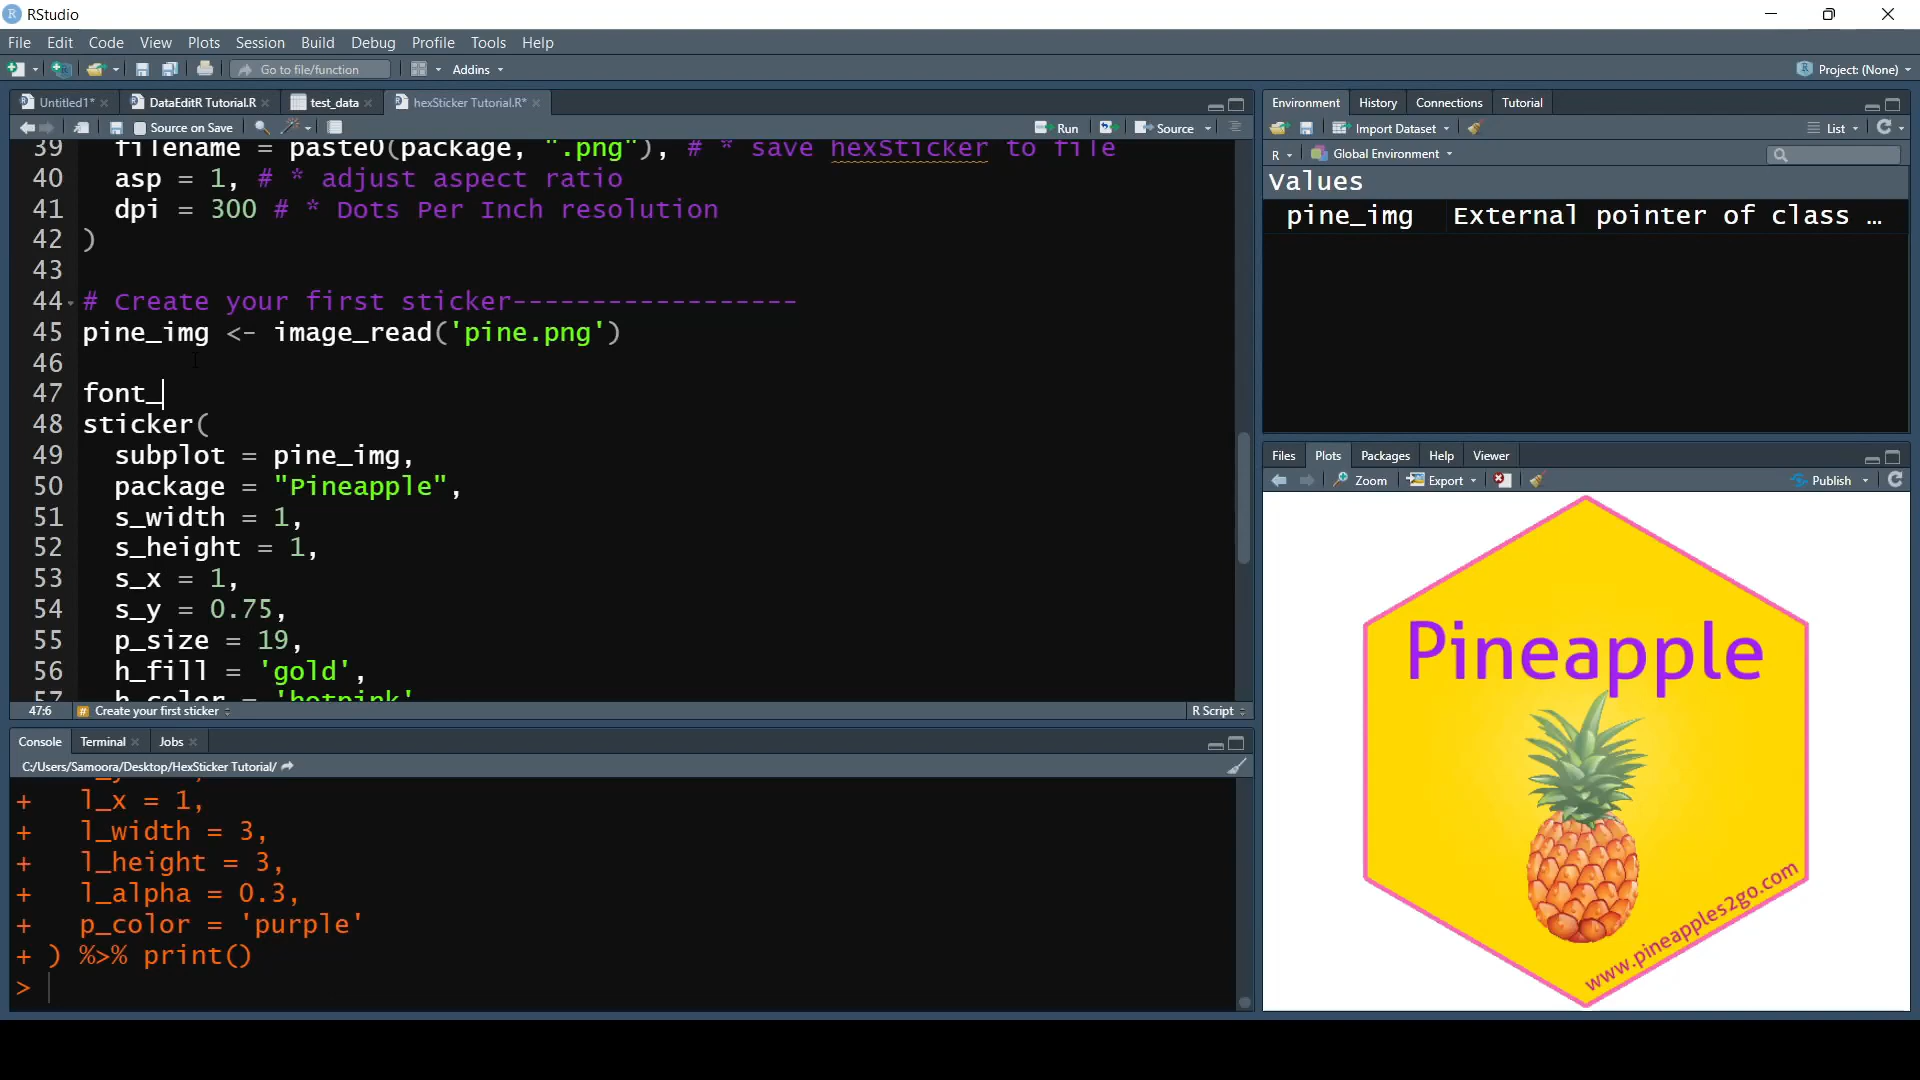 RStudio
File Edit Code View Plots Session Build Debug Profile Tools Help
Go to file/function Addins Project: (None)
Untitled1* DataEditR Tutorial.R test_data hexSticker Tutorial.R*
Source on Save Run Source
39 filename = paste0(package, ".png"), # * save hexSticker to file
40 asp = 1, # * adjust aspect ratio
41 dpi = 300 # * Dots Per Inch resolution
42 )
43
44 # Create your first sticker------------------
45 pine_img <- image_read('pine.png')
46
47 font_
48 sticker(
49 subplot = pine_img,
50 package = "Pineapple",
51 s_width = 1,
52 s_height = 1,
53 s_x = 1,
54 s_y = 0.75,
55 p_size = 19,
56 h_fill = 'gold',
57 h_color = 'hotpink'
47:6 # Create your first sticker R Script
Console Terminal Jobs
C:/Users/Samoora/Desktop/HexSticker Tutorial/
+ l_x = 1,
+ l_width = 3,
+ l_height = 3,
+ l_alpha = 0.3,
+ p_color = 'purple'
+ ) %>% print()
>
Environment History Connections Tutorial
Import Dataset List
R Global Environment
Values
pine_img External pointer of class …
Files Plots Packages Help Viewer
Zoom Export Publish
Pineapple
www.pineapples2go.com